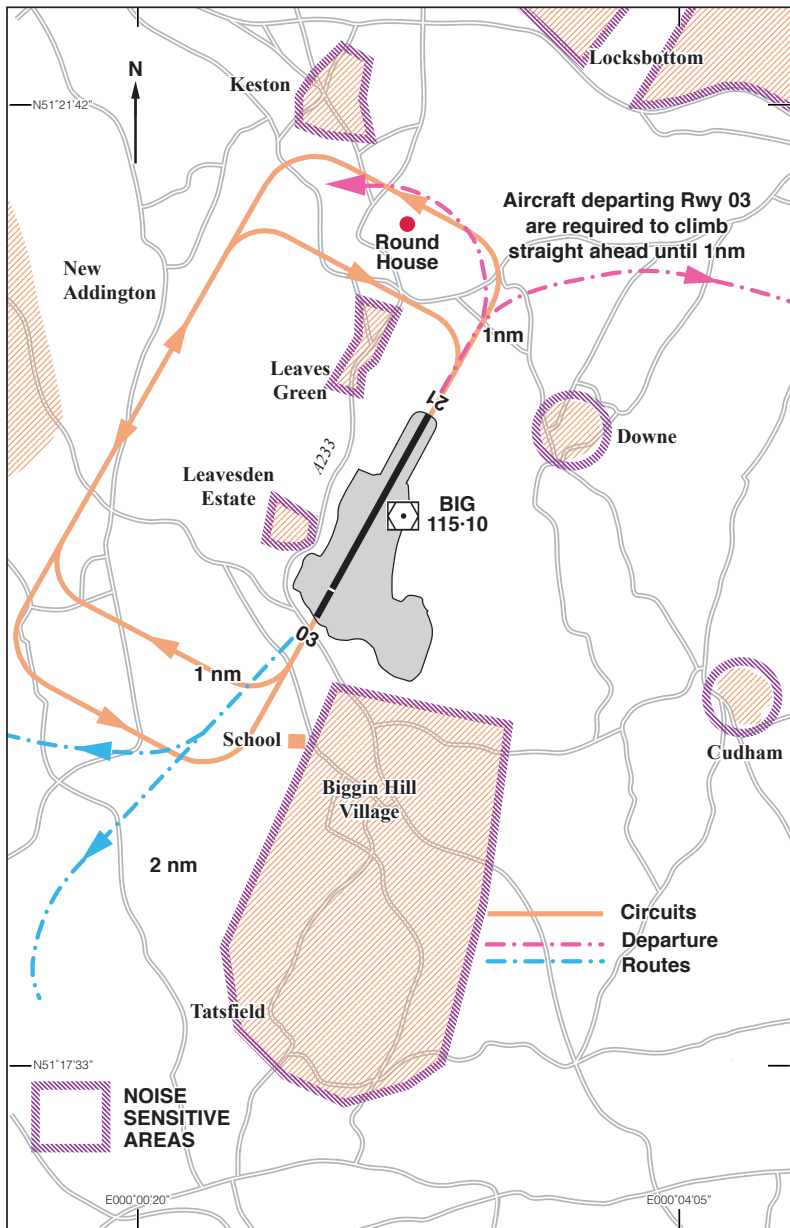 Locksbottom
Keston
N
N51°21'42"
Aircraft departing Rwy 03
are required to climb
straight ahead until 1nm
Round
House
New
Addington
1nm
Leaves
Green
21
Downe
A233
Leavesden
Estate
BIG
115·10
03
1 nm
School
Cudham
Biggin Hill
Village
2 nm
Circuits
Departure
Routes
Tatsfield
N51°17'33"
NOISE
SENSITIVE
AREAS
E000°00'20"
E000°04'05"